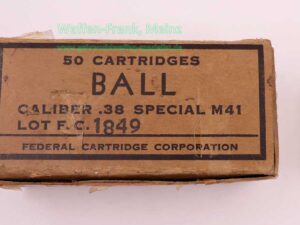 Waffen-Frank, Mainz
50 CARTRIDGES
BALL
CALIBER .38 SPECIAL M41
LOT F.C. 1849
FEDERAL CARTRIDGE CORPORATION